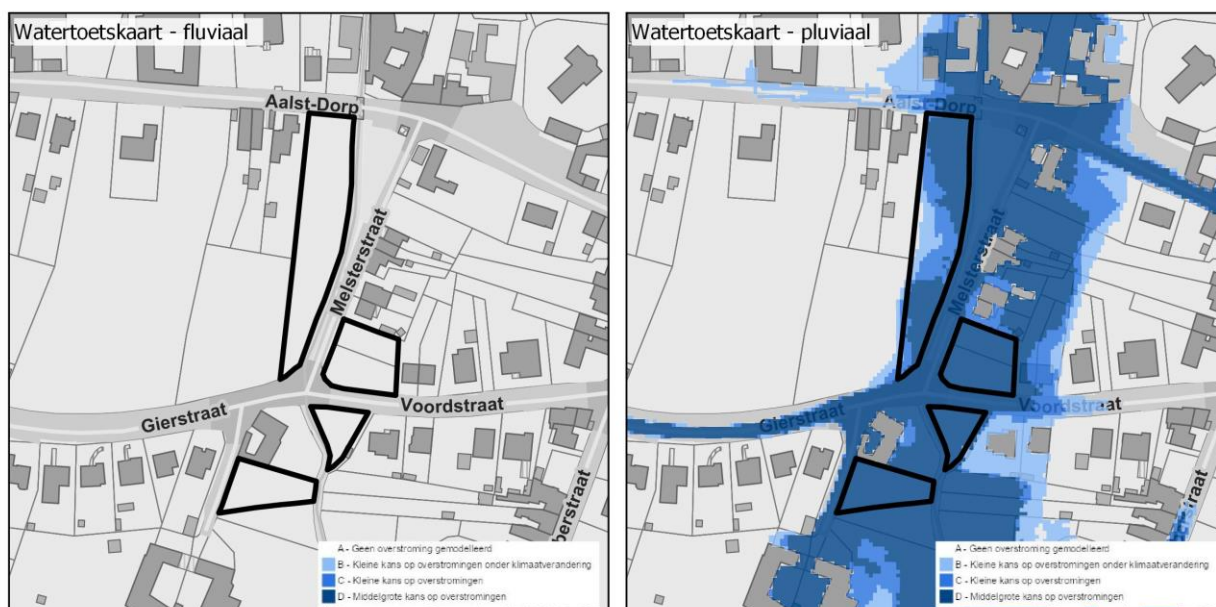 Watertoetskaart - fluviaal
Aalst-Dorp
Melsterstraat
Gierstraat
Voordstraat
berstraat
A - Geen overstroming gemodelleerd
B - Kleine kans op overstromingen onder klimaatverandering
C - Kleine kans op overstromingen
D - Middelgrote kans op overstromingen
Watertoetskaart - pluviaal
Aalst-Dorp
Melsterstraat
Gierstraat
Voordstraat
rstraat
A - Geen overstroming gemodelleerd
B - Kleine kans op overstromingen onder klimaatverandering
C - Kleine kans op overstromingen
D - Middelgrote kans op overstromingen